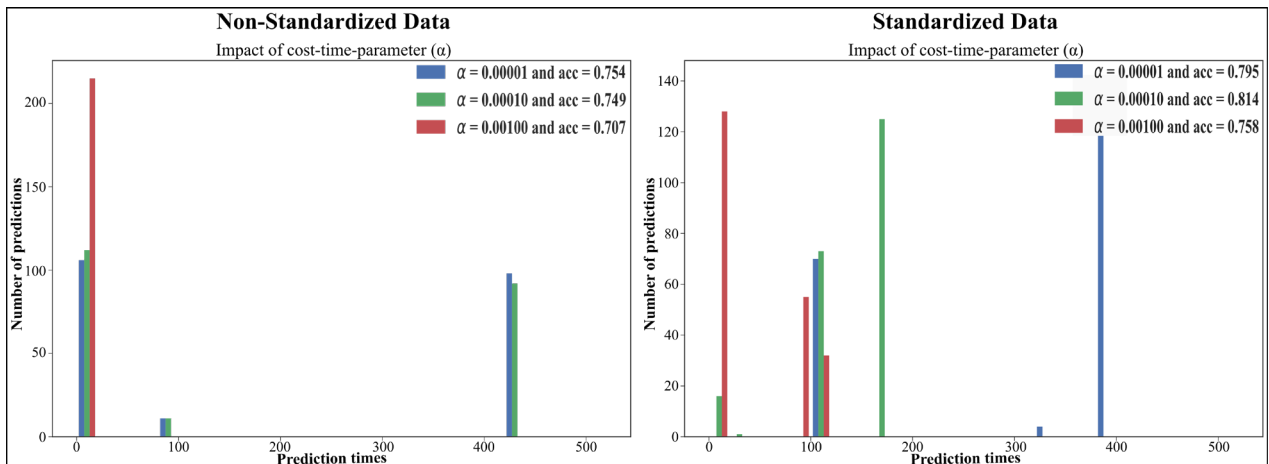 Non-Standardized Data
Impact of cost-time-parameter (α)
α = 0.00001 and acc = 0.754
α = 0.00010 and acc = 0.749
α = 0.00100 and acc = 0.707
Number of predictions
200
150
100
50
0
0 100 200 300 400 500
Prediction times
Standardized Data
Impact of cost-time-parameter (α)
α = 0.00001 and acc = 0.795
α = 0.00010 and acc = 0.814
α = 0.00100 and acc = 0.758
Number of predictions
140
120
100
80
60
40
20
0
0 100 200 300 400 500
Prediction times